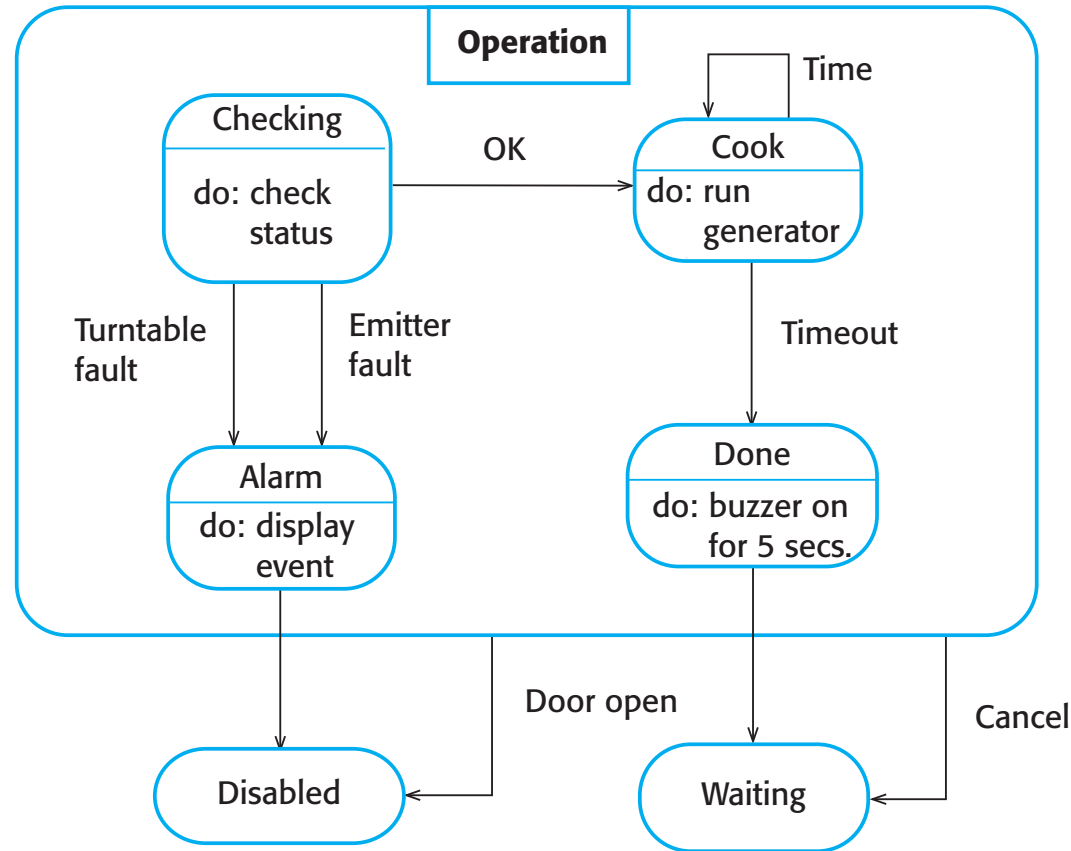 Operation
Time
Checking
OK
Cook
do: check
status
do: run
generator
Turntable
fault
Emitter
fault
Timeout
Alarm
do: display
event
Done
do: buzzer on
for 5 secs.
Door open
Cancel
Disabled
Waiting